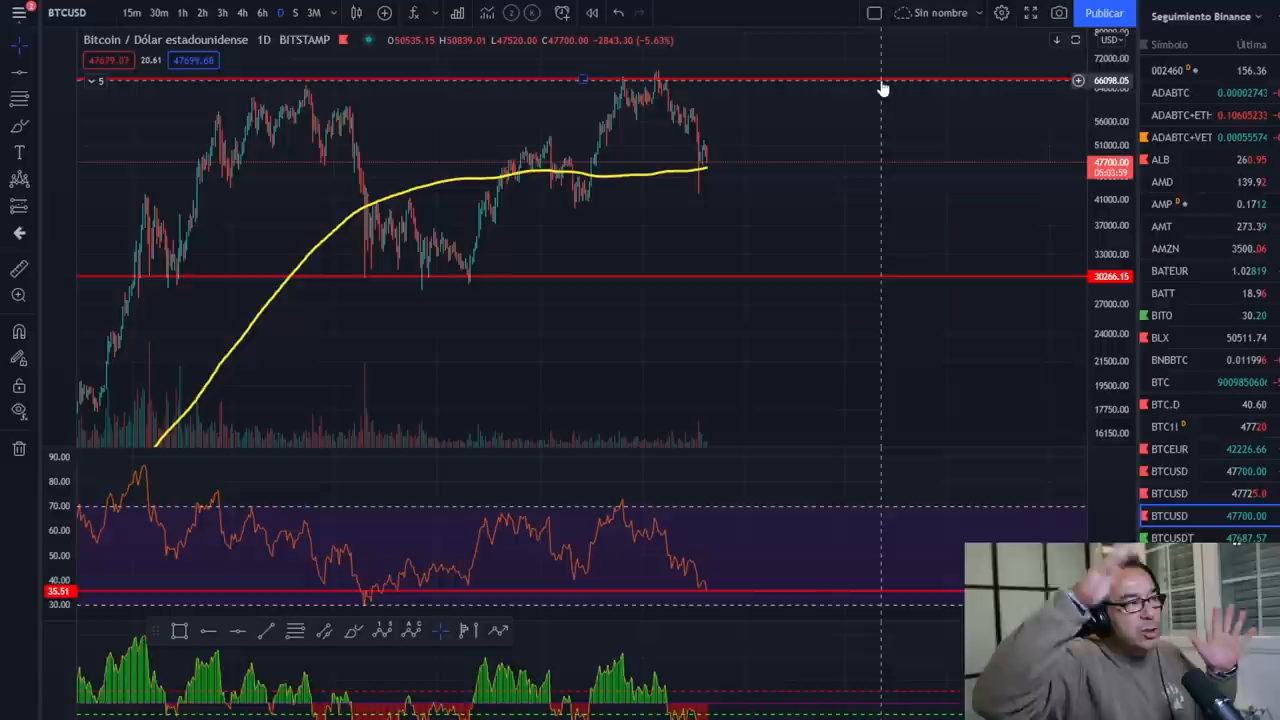 2
BTCUSD 15m 30m 1h 2h 3h 4h 6h D S 3M Sin nombre Publicar
Bitcoin / Dólar estadounidense 1D BITSTAMP O50535.15 H50839.01 L47520.00 C47700.00 -2843.30 (-5.63%)
47679.07 20.61 47699.68
5
USD
72000.00
66098.05
56000.00
51000.00
47700.00
05:03:59
41000.00
37000.00
33000.00
30266.15
27000.00
24000.00
21500.00
19500.00
17750.00
16150.00
90.00
80.00
70.00
60.00
50.00
40.00
35.51
30.00
Seguimiento Binance
Símbolo Última
002460 D 156.36
ADABTC 0.00002743
ADABTC+ETH 0.10605233
ADABTC+VET 0.00055574
ALB 260.95
AMD 139.92
AMP D 0.1712
AMT 273.39
AMZN 3500.06
BATEUR 1.02819
BATT 18.96
BITO 30.20
BLX 50511.74
BNBBTC 0.011996
BTC 9009850606
BTC.D 40.60
BTC1! D 47720
BTCEUR 42226.66
BTCUSD 47700.00
BTCUSD 47725.0
BTCUSD 47700.00
BTCUSDT 47687.57